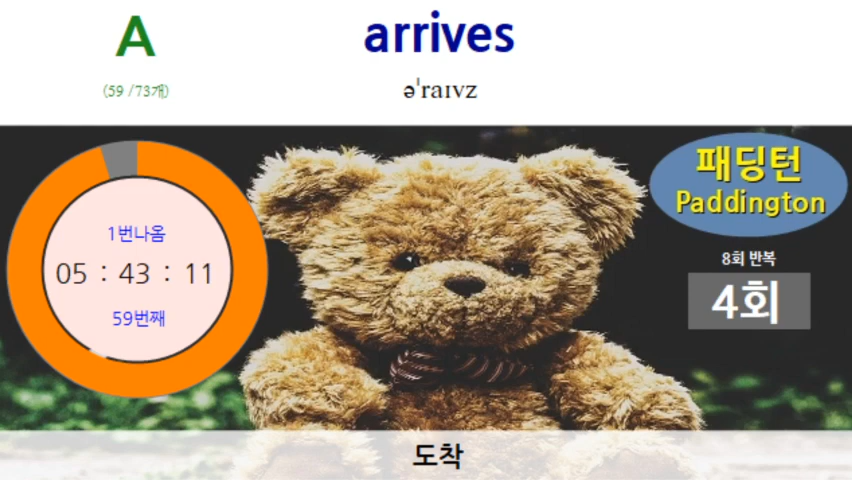 A
(59 /73개)
arrives
ə'raɪvz
1번나옴
05 : 43 : 11
59번째
패딩턴
Paddington
8회 반복
4회
도착